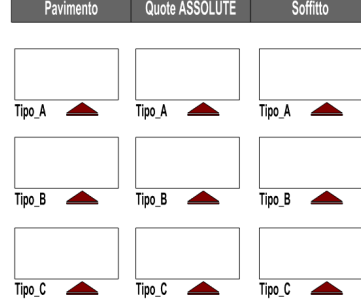 Pavimento Quote ASSOLUTE Soffitto
Tipo_A Tipo_A Tipo_A
Tipo_B Tipo_B Tipo_B
Tipo_C Tipo_C Tipo_C